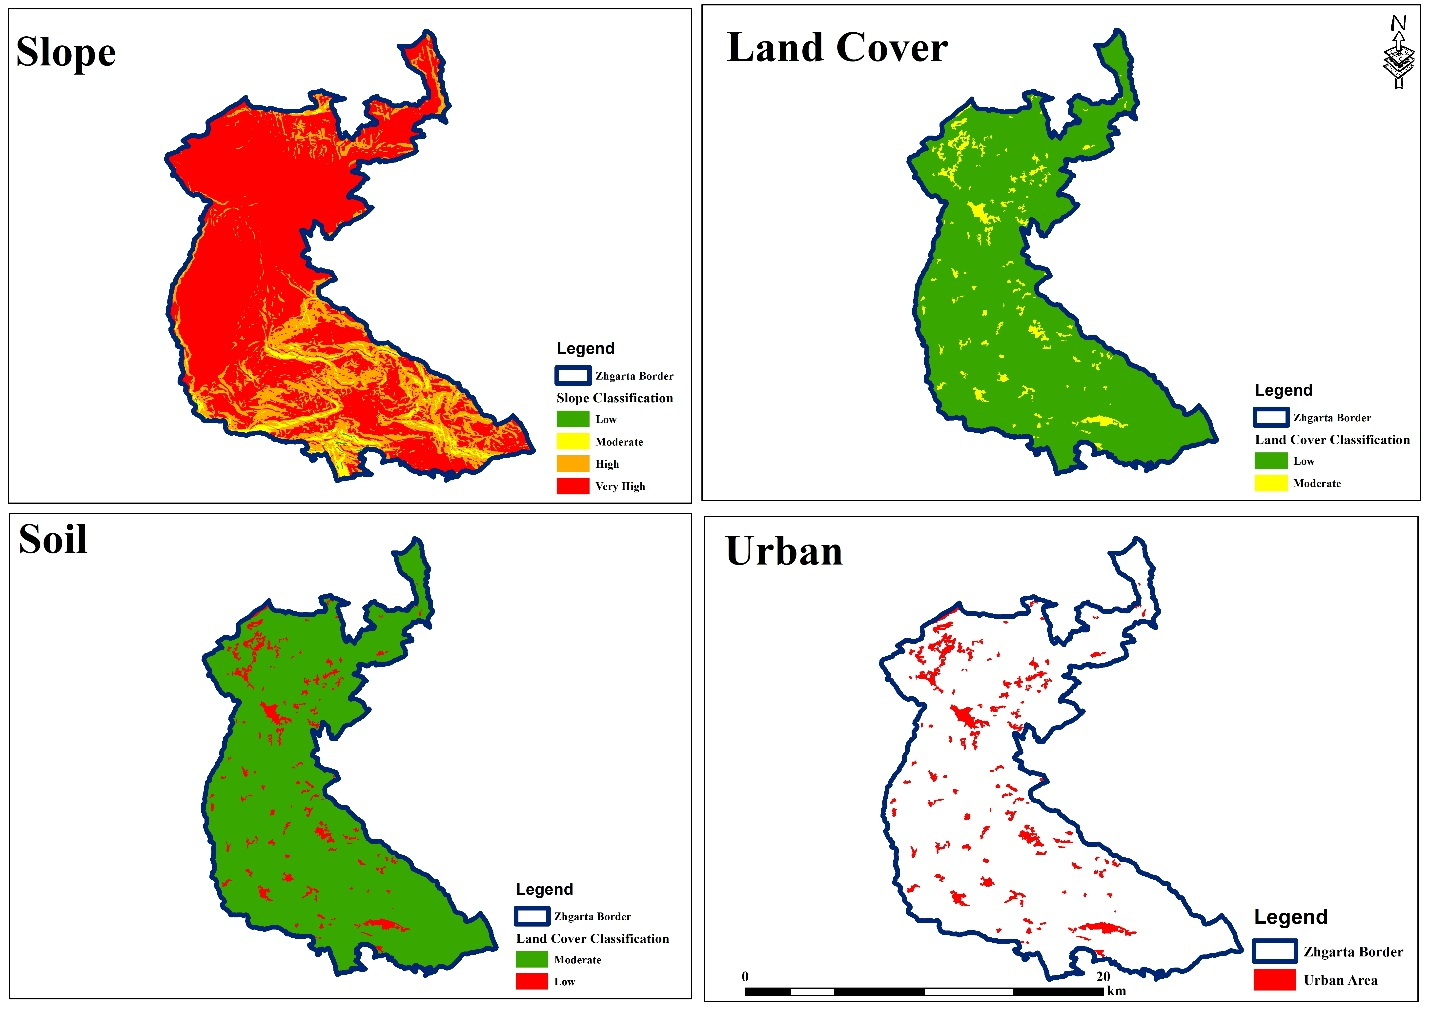 Slope
Legend
Zhgarta Border
Slope Classification
Low
Moderate
High
Very High
Land Cover
N
Legend
Zhgarta Border
Land Cover Classification
Low
Moderate
Soil
Legend
Zhgarta Border
Land Cover Classification
Moderate
Low
Urban
Legend
Zhgarta Border
Urban Area
0 20
km